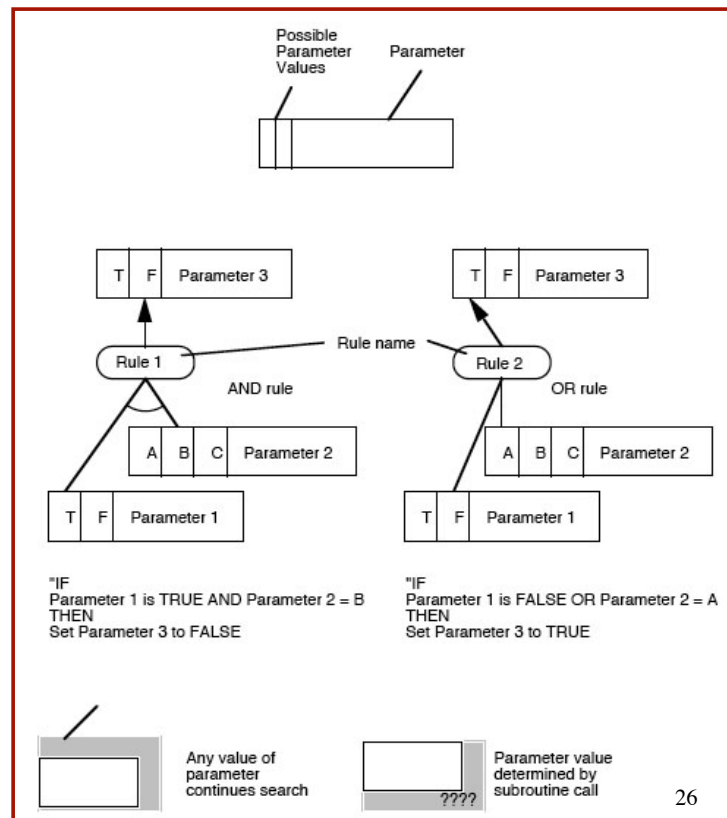 Possible
Parameter
Values
Parameter
T F Parameter 3
T F Parameter 3
Rule 1
Rule name
Rule 2
AND rule
OR rule
A B C Parameter 2
A B C Parameter 2
T F Parameter 1
T F Parameter 1
"IF
Parameter 1 is TRUE AND Parameter 2 = B
THEN
Set Parameter 3 to FALSE
"IF
Parameter 1 is FALSE OR Parameter 2 = A
THEN
Set Parameter 3 to TRUE
Any value of
parameter
continues search
????
Parameter value
determined by
subroutine call
26